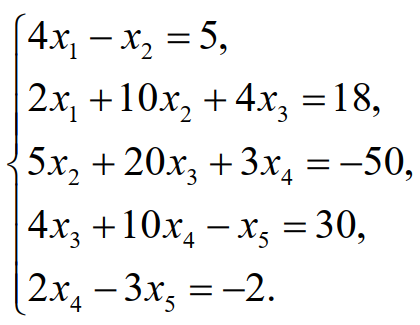 4x₁ − x₂ = 5,
2x₁ + 10x₂ + 4x₃ = 18,
5x₂ + 20x₃ + 3x₄ = −50,
4x₃ + 10x₄ − x₅ = 30,
2x₄ − 3x₅ = −2.